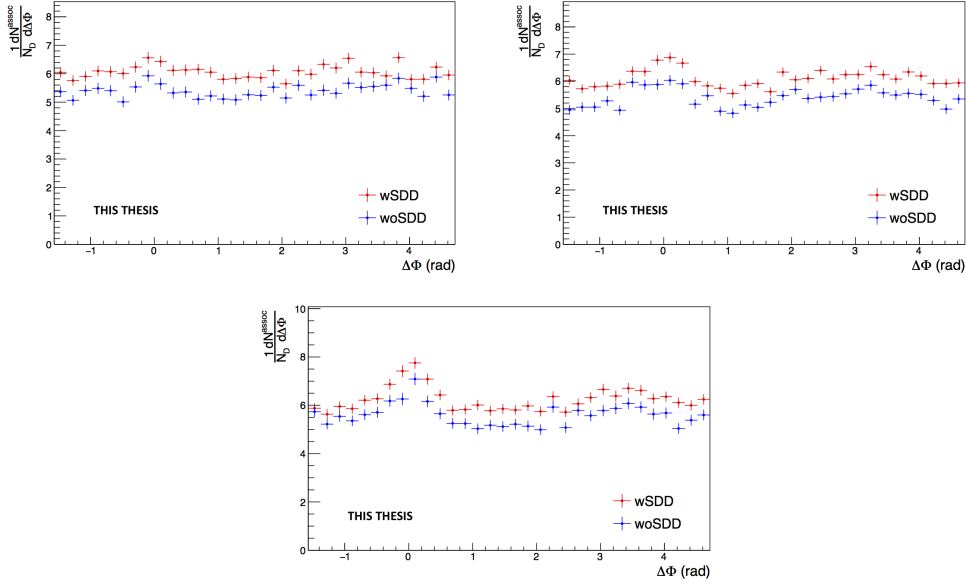 1 dN^assoc
N_D dΔΦ
8
7
6
5
4
3
2
1
0
−1 0 1 2 3 4
ΔΦ (rad)
wSDD
woSDD
THIS THESIS
1 dN^assoc
N_D dΔΦ
8
7
6
5
4
3
2
1
0
−1 0 1 2 3 4
ΔΦ (rad)
wSDD
woSDD
THIS THESIS
1 dN^assoc
N_D dΔΦ
10
8
6
4
2
0
−1 0 1 2 3 4
ΔΦ (rad)
wSDD
woSDD
THIS THESIS